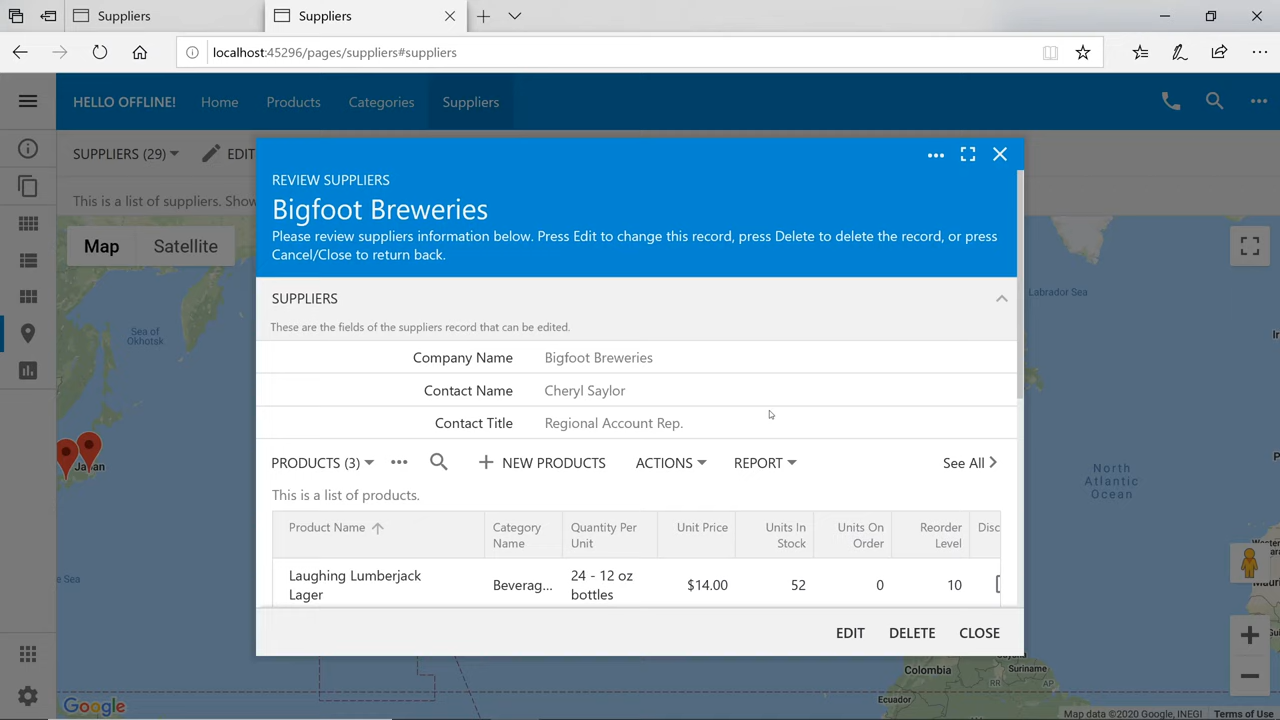 Suppliers
Suppliers
localhost:45296/pages/suppliers#suppliers
HELLO OFFLINE!
Home
Products
Categories
Suppliers
SUPPLIERS (29)
EDIT
This is a list of suppliers. Show
Map
Satellite
REVIEW SUPPLIERS
Bigfoot Breweries
Please review suppliers information below. Press Edit to change this record, press Delete to delete the record, or press
Cancel/Close to return back.
SUPPLIERS
These are the fields of the suppliers record that can be edited.
Company Name
Bigfoot Breweries
Contact Name
Cheryl Saylor
Contact Title
Regional Account Rep.
PRODUCTS (3)
NEW PRODUCTS
ACTIONS
REPORT
See All
This is a list of products.
Product Name
Category
Name
Quantity Per
Unit
Unit Price
Units In
Stock
Units On
Order
Reorder
Level
Disc
Laughing Lumberjack
Lager
Beverag...
24 - 12 oz
bottles
$14.00
52
0
10
EDIT
DELETE
CLOSE
Sea of
Okhotsk
Japan
Labrador Sea
North
Atlantic
Ocean
Colombia
Suriname
RR
AP
Ecuador
AM
PA
MA
CE
Google
Map data ©2020 Google, INEGI
Terms of Use